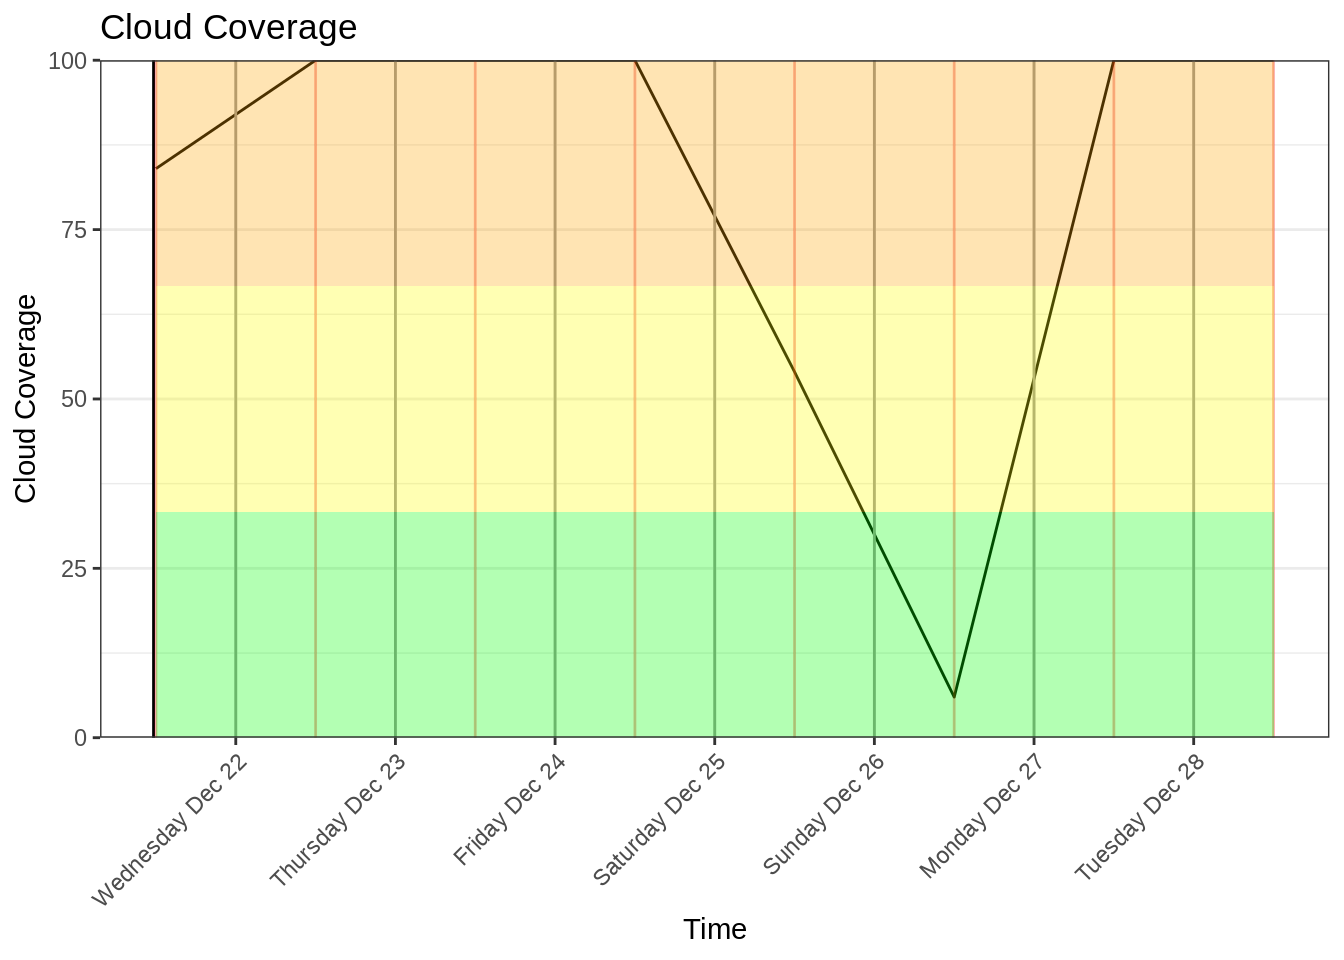 Cloud Coverage
100
75
50
25
0
Cloud Coverage
Wednesday Dec 22
Thursday Dec 23
Friday Dec 24
Saturday Dec 25
Sunday Dec 26
Monday Dec 27
Tuesday Dec 28
Time